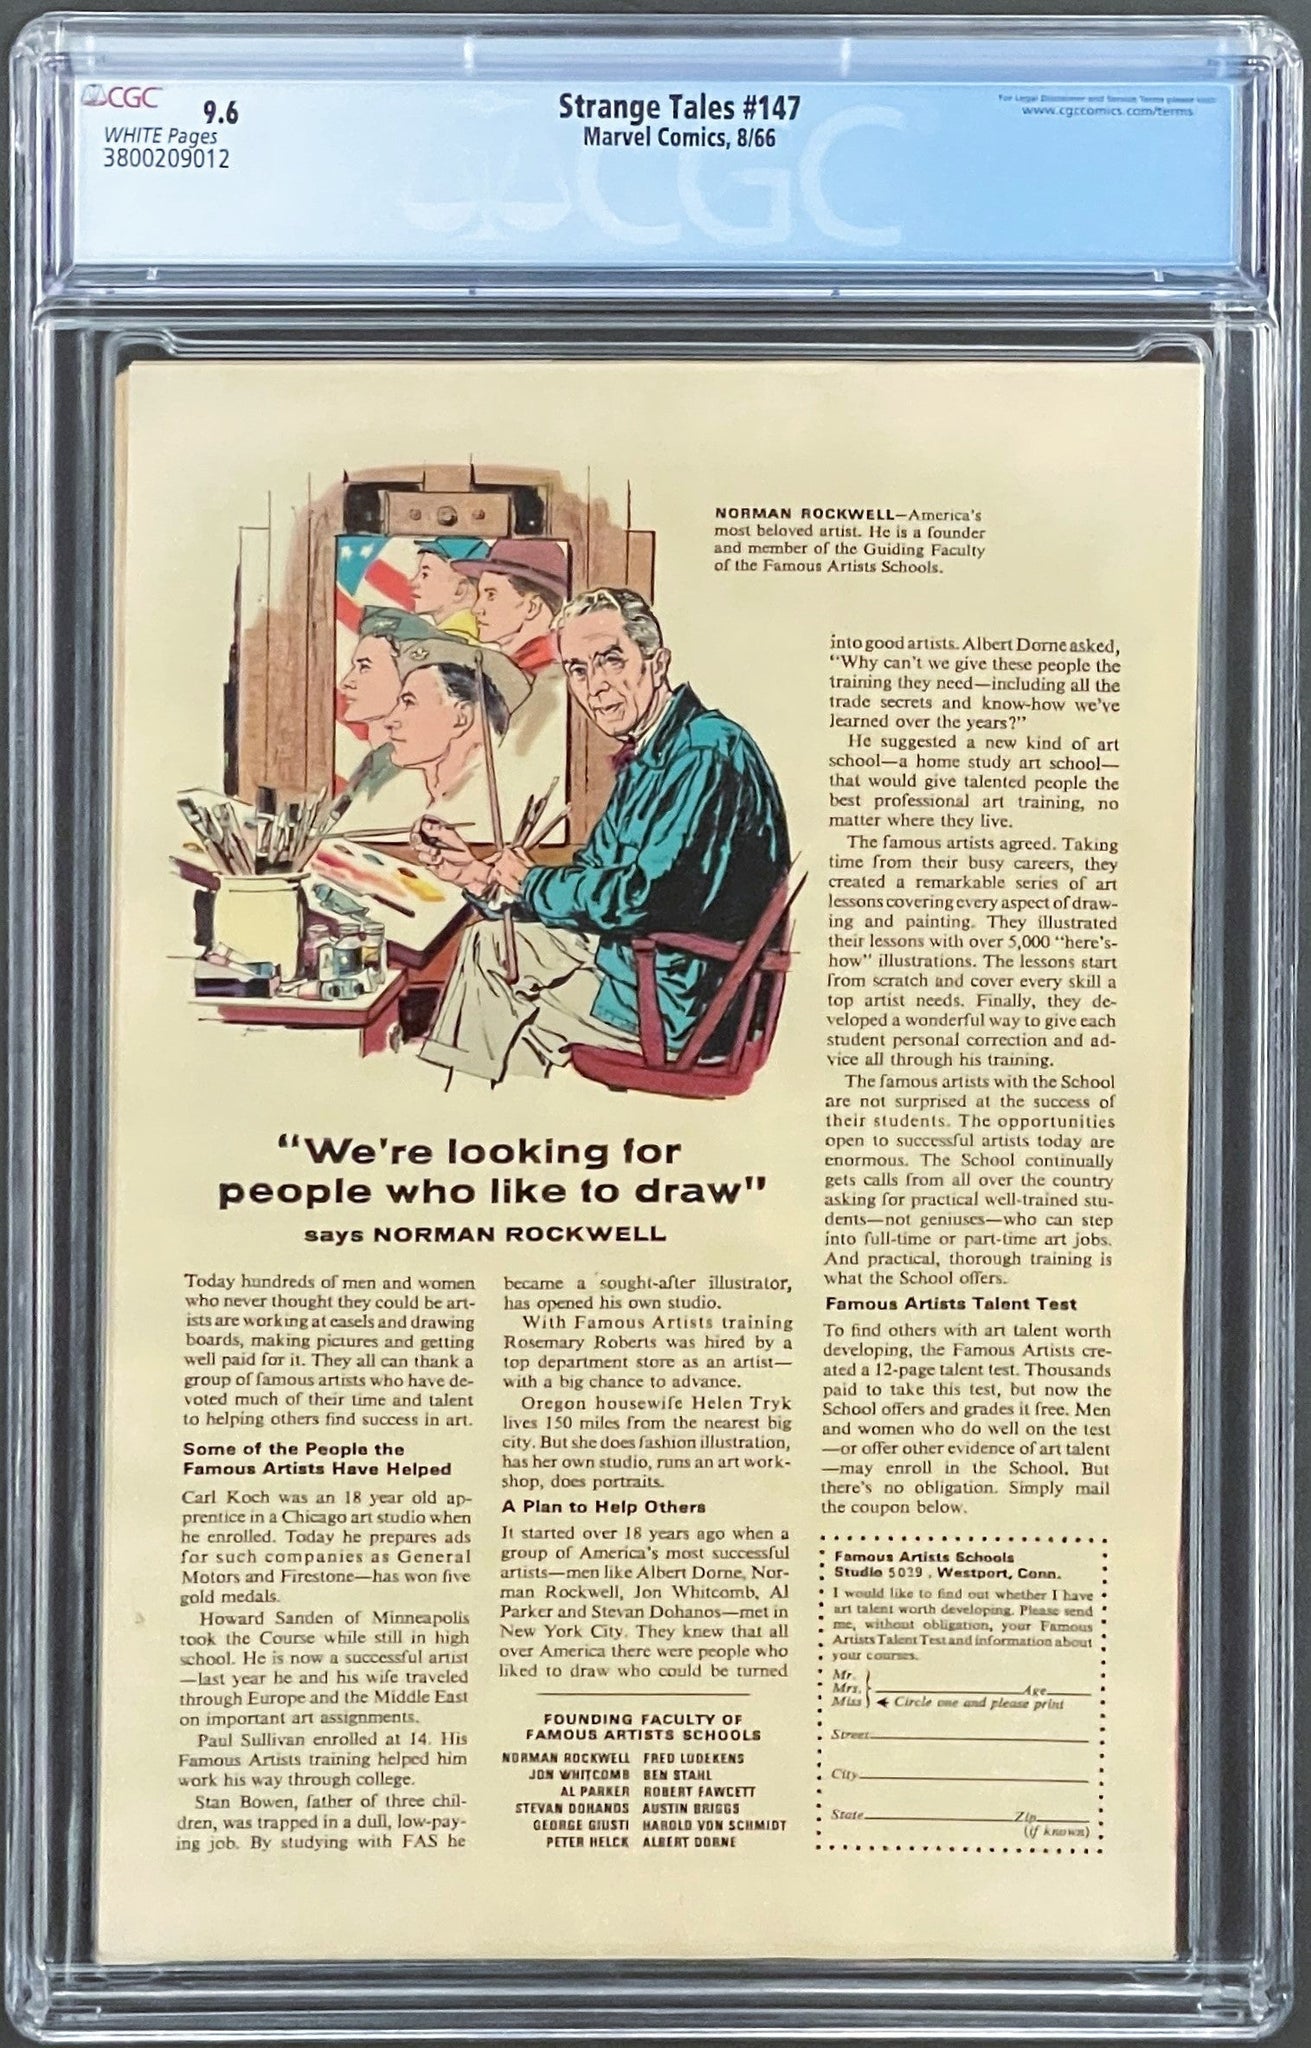 CGC
9.6
WHITE Pages
3800209012
Strange Tales #147
Marvel Comics, 8/66
For Legal Disclaimer and Service Terms please visit:
www.cgccomics.com/terms
CGC
NORMAN ROCKWELL—America's
most beloved artist. He is a founder
and member of the Guiding Faculty
of the Famous Artists Schools.
"We're looking for
people who like to draw"
says NORMAN ROCKWELL
Today hundreds of men and women
who never thought they could be art-
ists are working at easels and drawing
boards, making pictures and getting
well paid for it. They all can thank a
group of famous artists who have de-
voted much of their time and talent
to helping others find success in art.
Some of the People the
Famous Artists Have Helped
Carl Koch was an 18 year old ap-
prentice in a Chicago art studio when
he enrolled. Today he prepares ads
for such companies as General
Motors and Firestone—has won five
gold medals.
Howard Sanden of Minneapolis
took the Course while still in high
school. He is now a successful artist
—last year he and his wife traveled
through Europe and the Middle East
on important art assignments.
Paul Sullivan enrolled at 14. His
Famous Artists training helped him
work his way through college.
Stan Bowen, father of three chil-
dren, was trapped in a dull, low-pay-
ing job. By studying with FAS he
became a sought-after illustrator,
has opened his own studio.
With Famous Artists training
Rosemary Roberts was hired by a
top department store as an artist—
with a big chance to advance.
Oregon housewife Helen Tryk
lives 150 miles from the nearest big
city. But she does fashion illustration,
has her own studio, runs an art work-
shop, does portraits.
A Plan to Help Others
It started over 18 years ago when a
group of America's most successful
artists—men like Albert Dorne, Nor-
man Rockwell, Jon Whitcomb, Al
Parker and Stevan Dohanos—met in
New York City. They knew that all
over America there were people who
liked to draw who could be turned
into good artists. Albert Dorne asked,
"Why can't we give these people the
training they need—including all the
trade secrets and know-how we've
learned over the years?"
He suggested a new kind of art
school—a home study art school—
that would give talented people the
best professional art training, no
matter where they live.
The famous artists agreed. Taking
time from their busy careers, they
created a remarkable series of art
lessons covering every aspect of draw-
ing and painting. They illustrated
their lessons with over 5,000 "here's-
how" illustrations. The lessons start
from scratch and cover every skill a
top artist needs. Finally, they de-
veloped a wonderful way to give each
student personal correction and ad-
vice all through his training.
The famous artists with the School
are not surprised at the success of
their students. The opportunities
open to successful artists today are
enormous. The School continually
gets calls from all over the country
asking for practical well-trained stu-
dents—not geniuses—who can step
into full-time or part-time art jobs.
And practical, thorough training is
what the School offers.
Famous Artists Talent Test
To find others with art talent worth
developing, the Famous Artists cre-
ated a 12-page talent test. Thousands
paid to take this test, but now the
School offers and grades it free. Men
and women who do well on the test
—or offer other evidence of art talent
—may enroll in the School. But
there's no obligation. Simply mail
the coupon below.
FOUNDING FACULTY OF
FAMOUS ARTISTS SCHOOLS
NORMAN ROCKWELL FRED LUDEKENS
JON WHITCOMB BEN STAHL
AL PARKER ROBERT FAWCETT
STEVAN DOHANOS AUSTIN BRIGGS
GEORGE GIUSTI HAROLD VON SCHMIDT
PETER HELCK ALBERT DORNE
Famous Artists Schools
Studio 5029, Westport, Conn.
I would like to find out whether I have
art talent worth developing. Please send
me, without obligation, your Famous
Artists Talent Test and information about
your courses.
Mr.
Mrs. Age
Miss Circle one and please print
Street
City
State Zip
(if known)